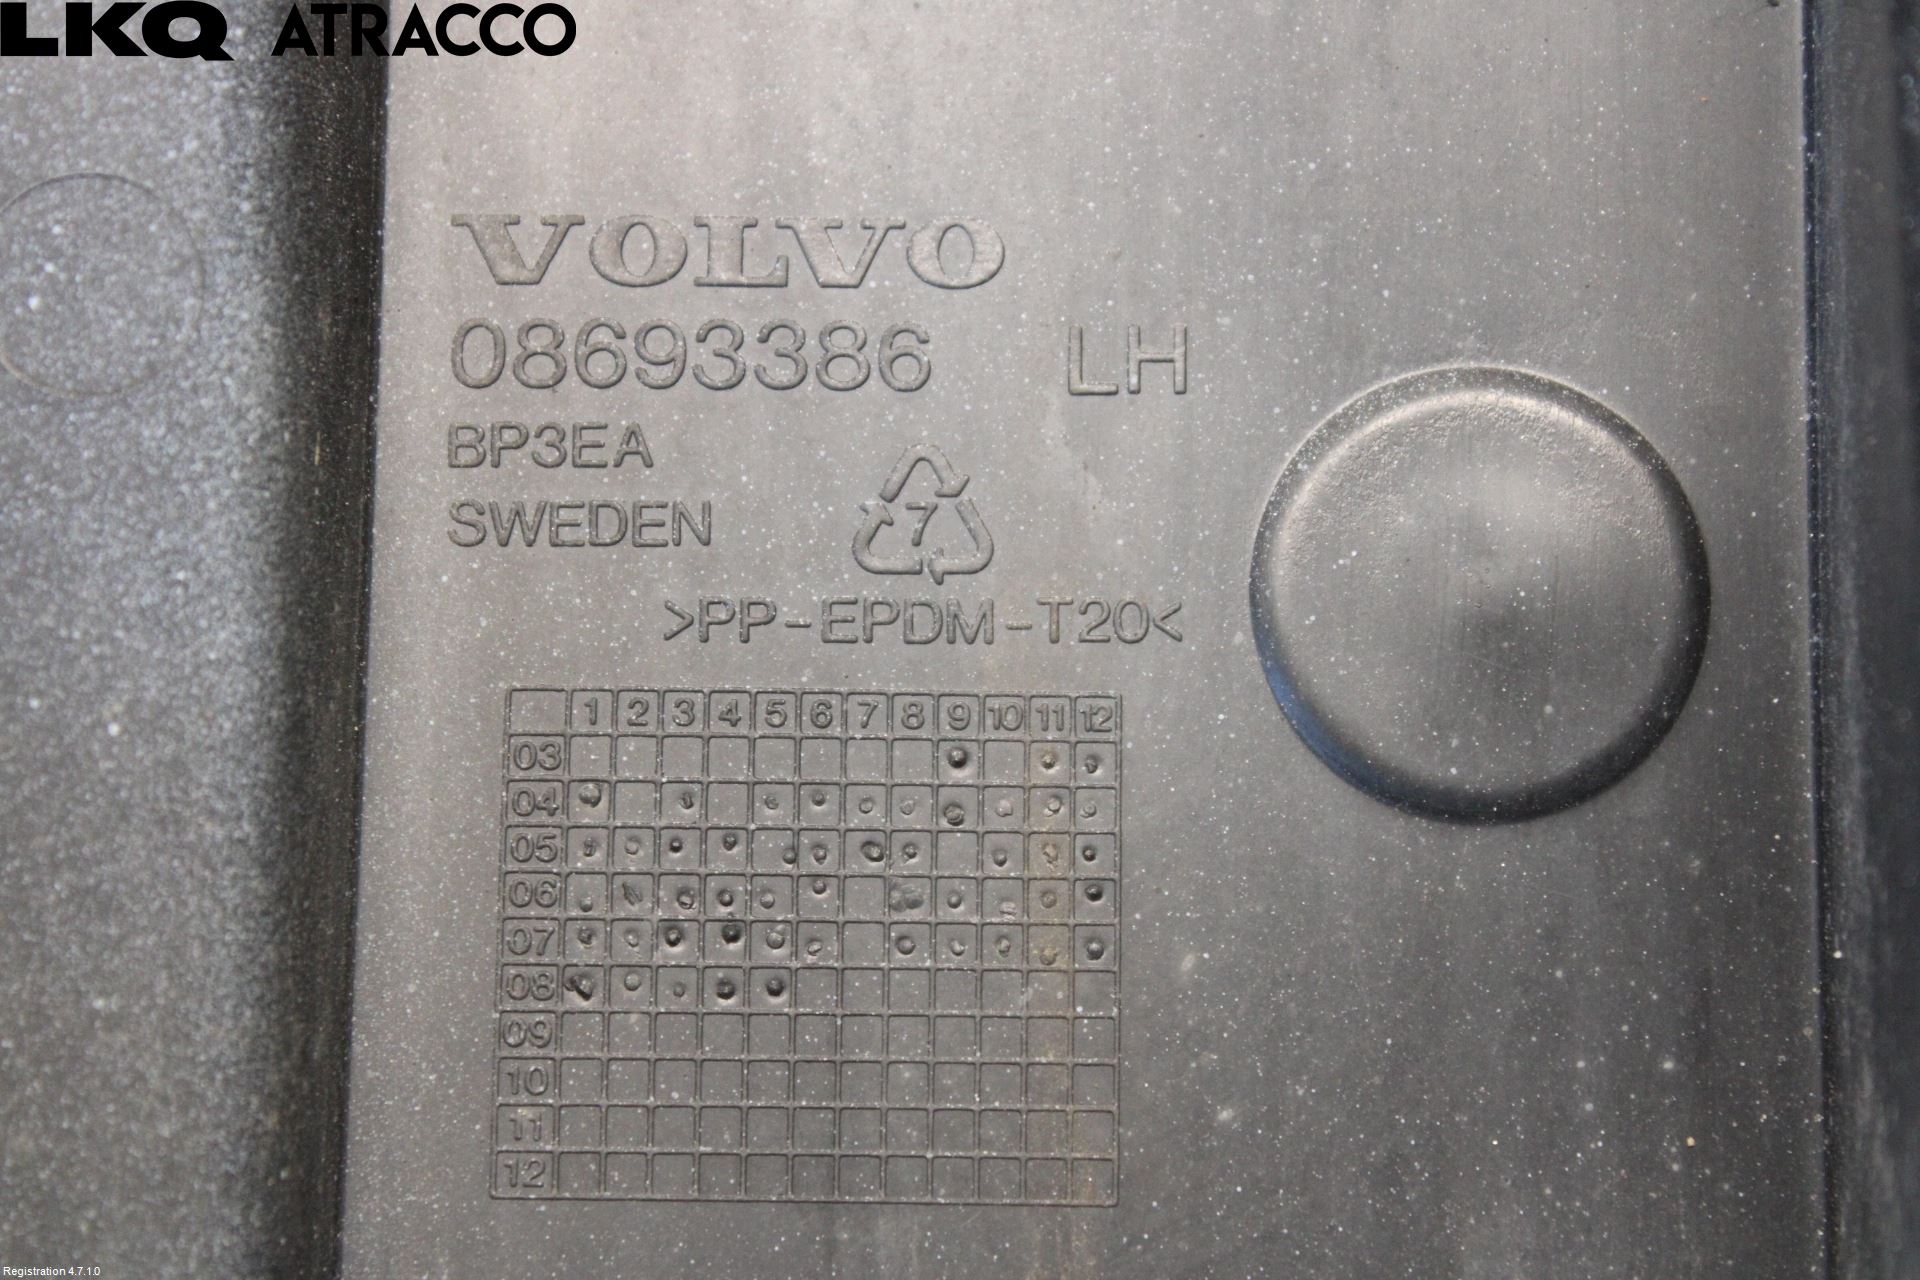 LKQ ATRACCO
VOLVO
08693386 LH
BP3EA
SWEDEN
7
>PP-EPDM-T20<
1 2 3 4 5 6 7 8 9 10 11 12
03
04
05
06
07
08
09
10
11
12
Registration 4.7.1.0